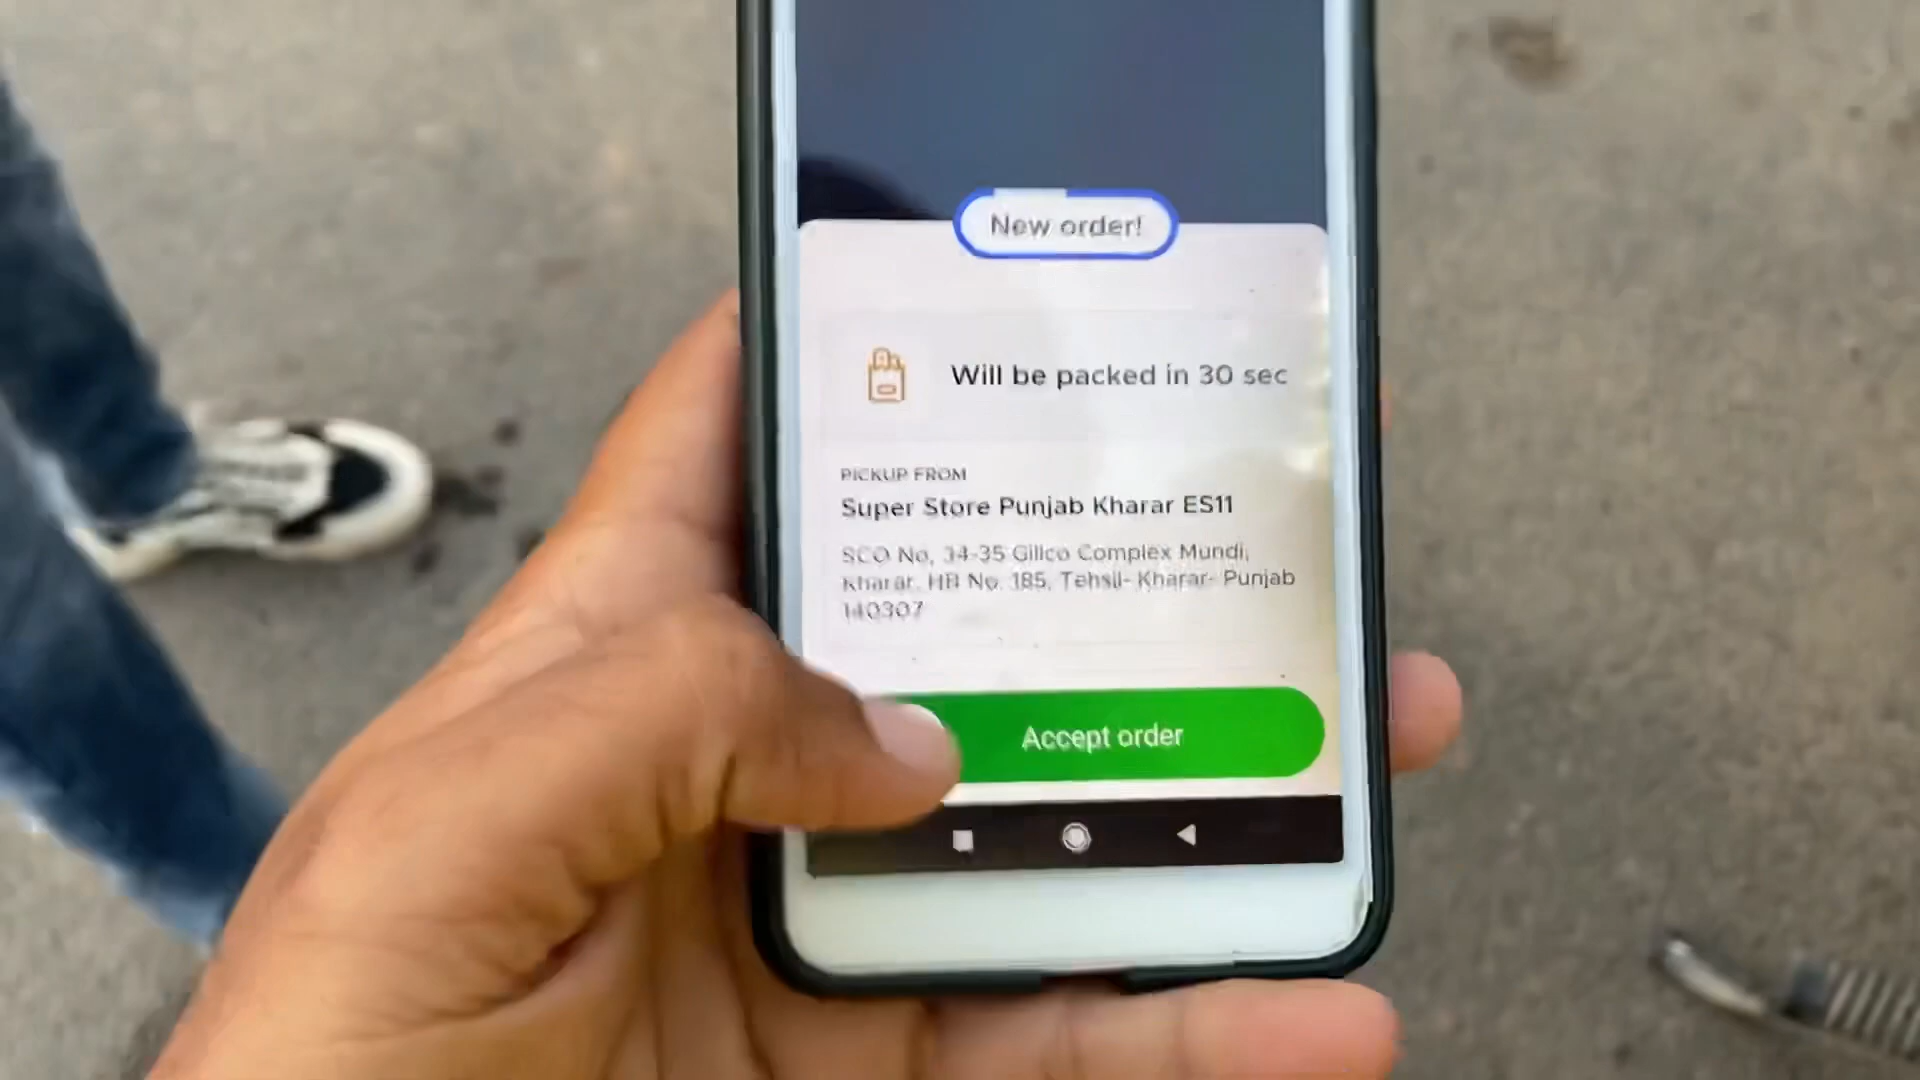 New order!
Will be packed in 30 sec
PICKUP FROM
Super Store Punjab Kharar ES11
SCO No, 34-35 Gillco Complex Mundi,
Kharar, HB No. 185, Tehsil- Kharar- Punjab
140307
Accept order